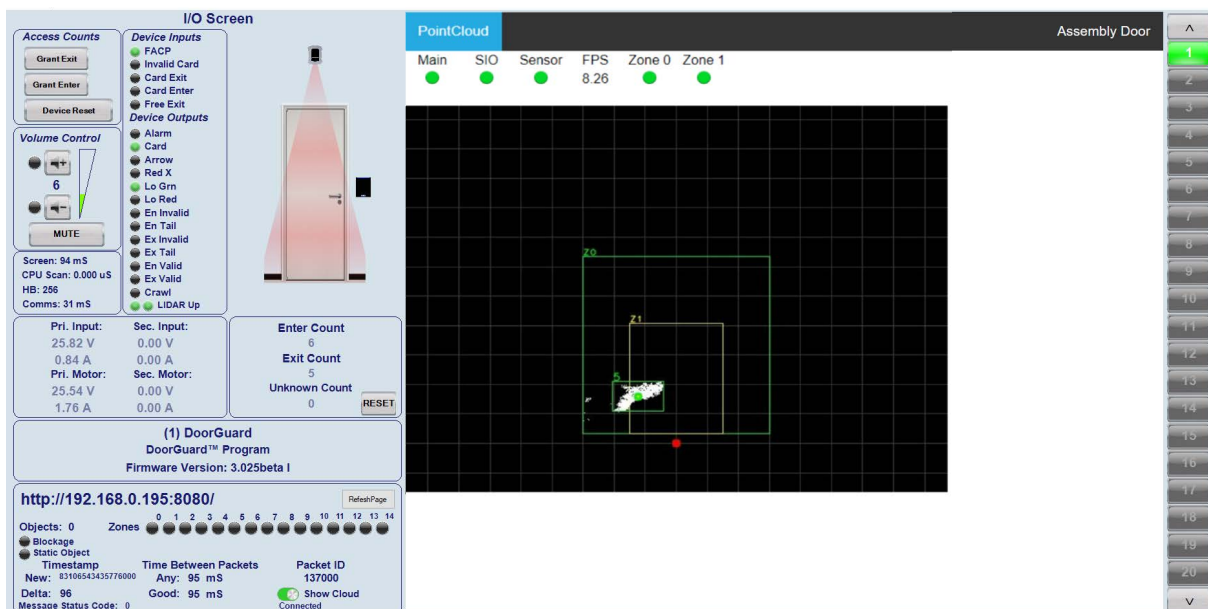 I/O Screen
Access Counts
Grant Exit
Grant Enter
Device Reset
Device Inputs
FACP
Invalid Card
Card Exit
Card Enter
Free Exit
Device Outputs
Alarm
Card
Arrow
Red X
Lo Grn
Lo Red
En Invalid
En Tail
Ex Invalid
Ex Tail
En Valid
Ex Valid
Crawl
LIDAR Up
Volume Control
+
6
-
MUTE
Screen: 94 mS
CPU Scan: 0.000 uS
HB: 256
Comms: 31 mS
Pri. Input: Sec. Input:
25.82 V 0.00 V
0.84 A 0.00 A
Pri. Motor: Sec. Motor:
25.54 V 0.00 V
1.76 A 0.00 A
Enter Count
6
Exit Count
5
Unknown Count
0
RESET
(1) DoorGuard
DoorGuard™ Program
Firmware Version: 3.025beta I
http://192.168.0.195:8080/
RefeshPage
Objects: 0 Zones 0 1 2 3 4 5 6 7 8 9 10 11 12 13 14
Blockage
Static Object
Timestamp Time Between Packets Packet ID
New: 83106543435776000 Any: 95 mS 137000
Delta: 96 Good: 95 mS Show Cloud
Message Status Code: 0 Connected
PointCloud Assembly Door
Main SIO Sensor FPS Zone 0 Zone 1
8.26
Z0
Z1
5
1
2
3
4
5
6
7
8
9
10
11
12
13
14
15
16
17
18
19
20